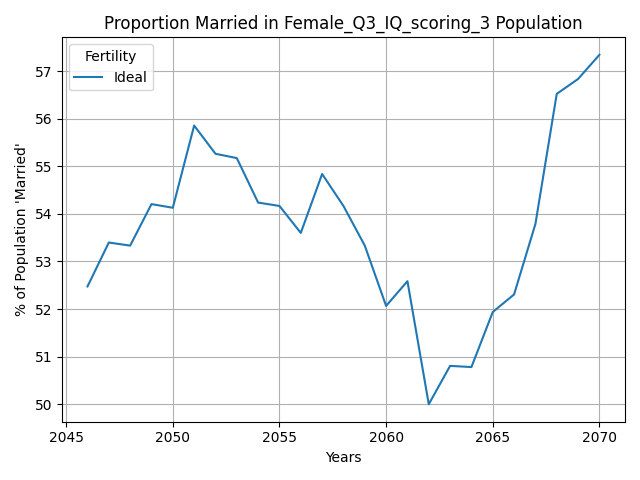 Proportion Married in Female_Q3_IQ_scoring_3 Population
Fertility
Ideal
% of Population 'Married'
57
56
55
54
53
52
51
50
2045
2050
2055
2060
2065
2070
Years